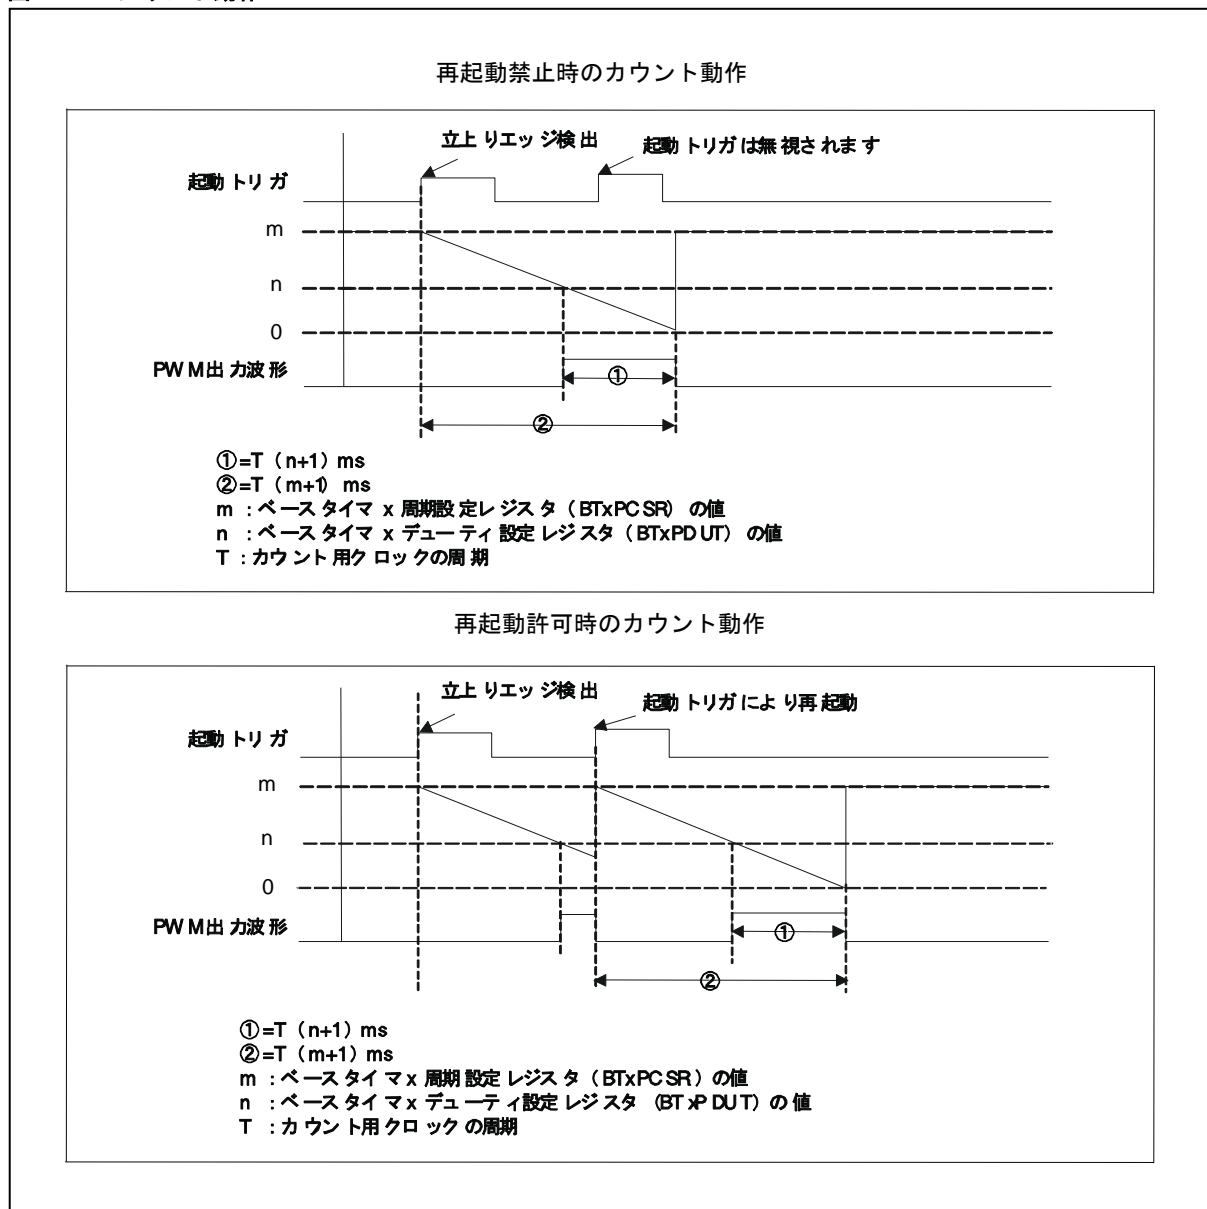 再起動禁止時のカウント動作
立上りエッジ検出
起動トリガは無視されます
起動トリガ
m
n
0
PWM出力波形
①
②
①=T（n+1）ms
②=T（m+1）ms
m ：ベースタイマ x 周期設定レジスタ（BTxPCSR）の値
n ：ベースタイマ x デューティ設定レジスタ（BTxPDUT）の値
T ：カウント用クロックの周期
再起動許可時のカウント動作
立上りエッジ検出
起動トリガにより再起動
起動トリガ
m
n
0
PWM出力波形
①
②
①=T（n+1）ms
②=T（m+1）ms
m ：ベースタイマ x 周期設定レジスタ（BTxPCSR）の値
n ：ベースタイマ x デューティ設定レジスタ（BTxPDUT）の値
T ：カウント用クロックの周期